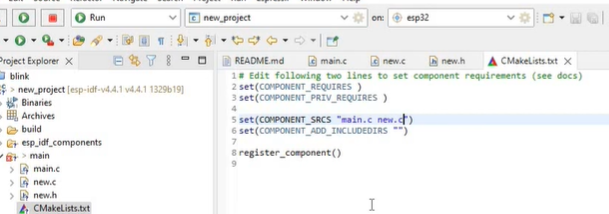 Run
new_project
on:
esp32
Project Explorer
README.md
main.c
new.c
new.h
CMakeLists.txt
blink
> new_project [esp-idf-v4.4.1 v4.4.1 1329b19]
Binaries
Archives
build
esp_idf_components
main
main.c
new.c
new.h
CMakeLists.txt
1 # Edit following two lines to set component requirements (see docs)
2 set(COMPONENT_REQUIRES )
3 set(COMPONENT_PRIV_REQUIRES )
4
5 set(COMPONENT_SRCS "main.c new.c")
6 set(COMPONENT_ADD_INCLUDEDIRS "")
7
8 register_component()
9